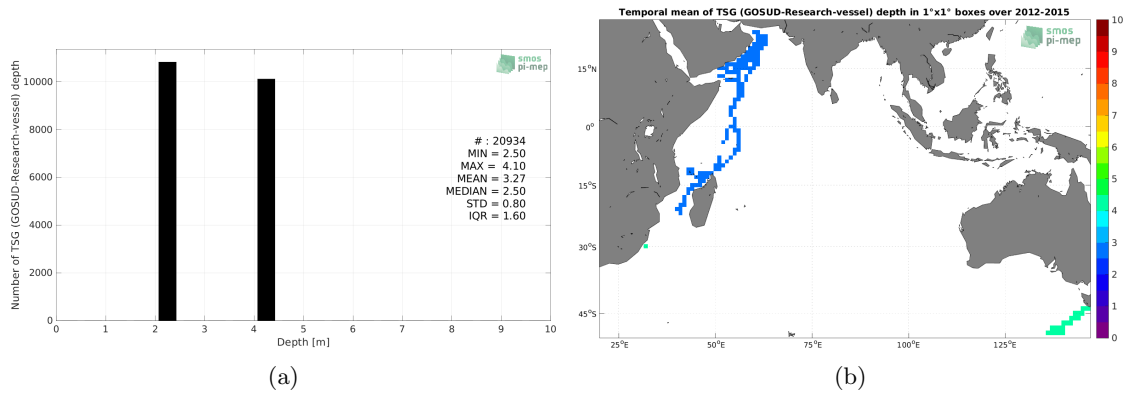 Number of TSG (GOSUD-Research-vessel) depth
10000
8000
6000
4000
2000
0
0 1 2 3 4 5 6 7 8 9 10
Depth [m]
smos
pi-mep
# : 20934
MIN = 2.50
MAX = 4.10
MEAN = 3.27
MEDIAN = 2.50
STD = 0.80
IQR = 1.60
(a)
Temporal mean of TSG (GOSUD-Research-vessel) depth in 1°x1° boxes over 2012-2015
smos
pi-mep
15°N
0°
15°S
30°S
45°S
25°E 50°E 75°E 100°E 125°E
10
9
8
7
6
5
4
3
2
1
0
(b)